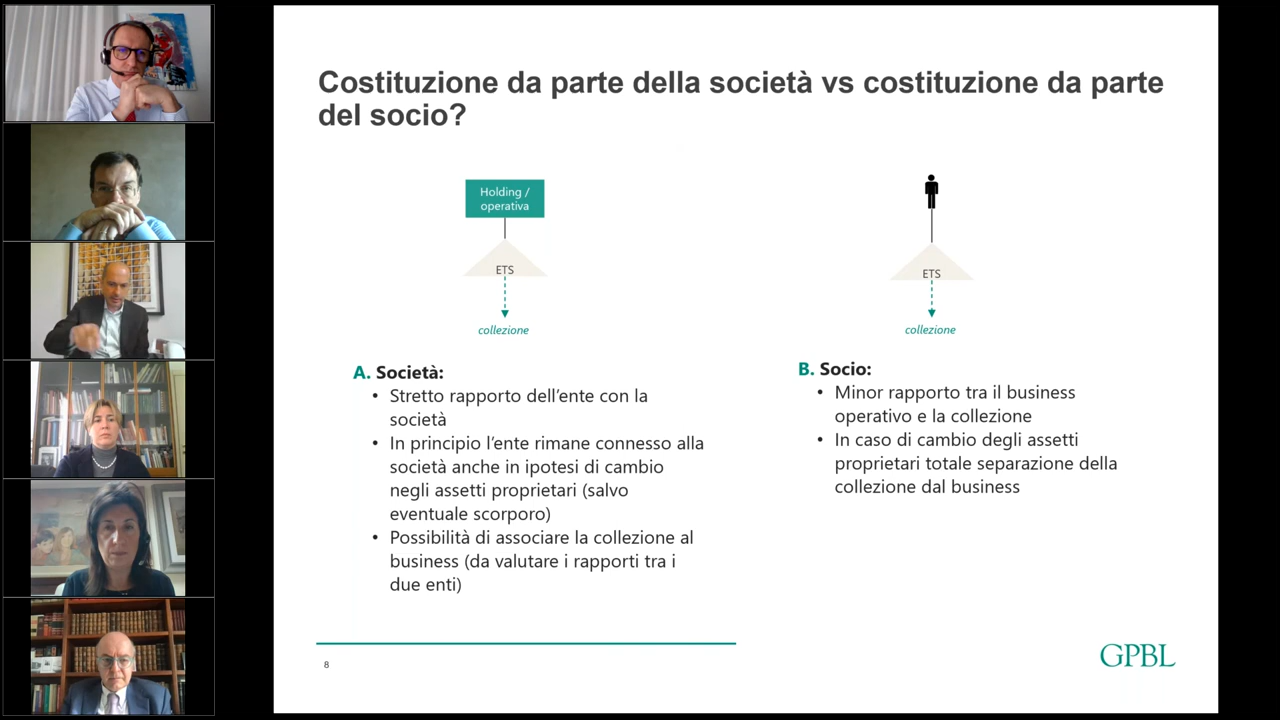 Costituzione da parte della società vs costituzione da parte
del socio?
Holding /
operativa
ETS
collezione
ETS
collezione
A. Società:
• Stretto rapporto dell'ente con la
società
• In principio l'ente rimane connesso alla
società anche in ipotesi di cambio
negli assetti proprietari (salvo
eventuale scorporo)
• Possibilità di associare la collezione al
business (da valutare i rapporti tra i
due enti)
B. Socio:
• Minor rapporto tra il business
operativo e la collezione
• In caso di cambio degli assetti
proprietari totale separazione della
collezione dal business
8
GPBL